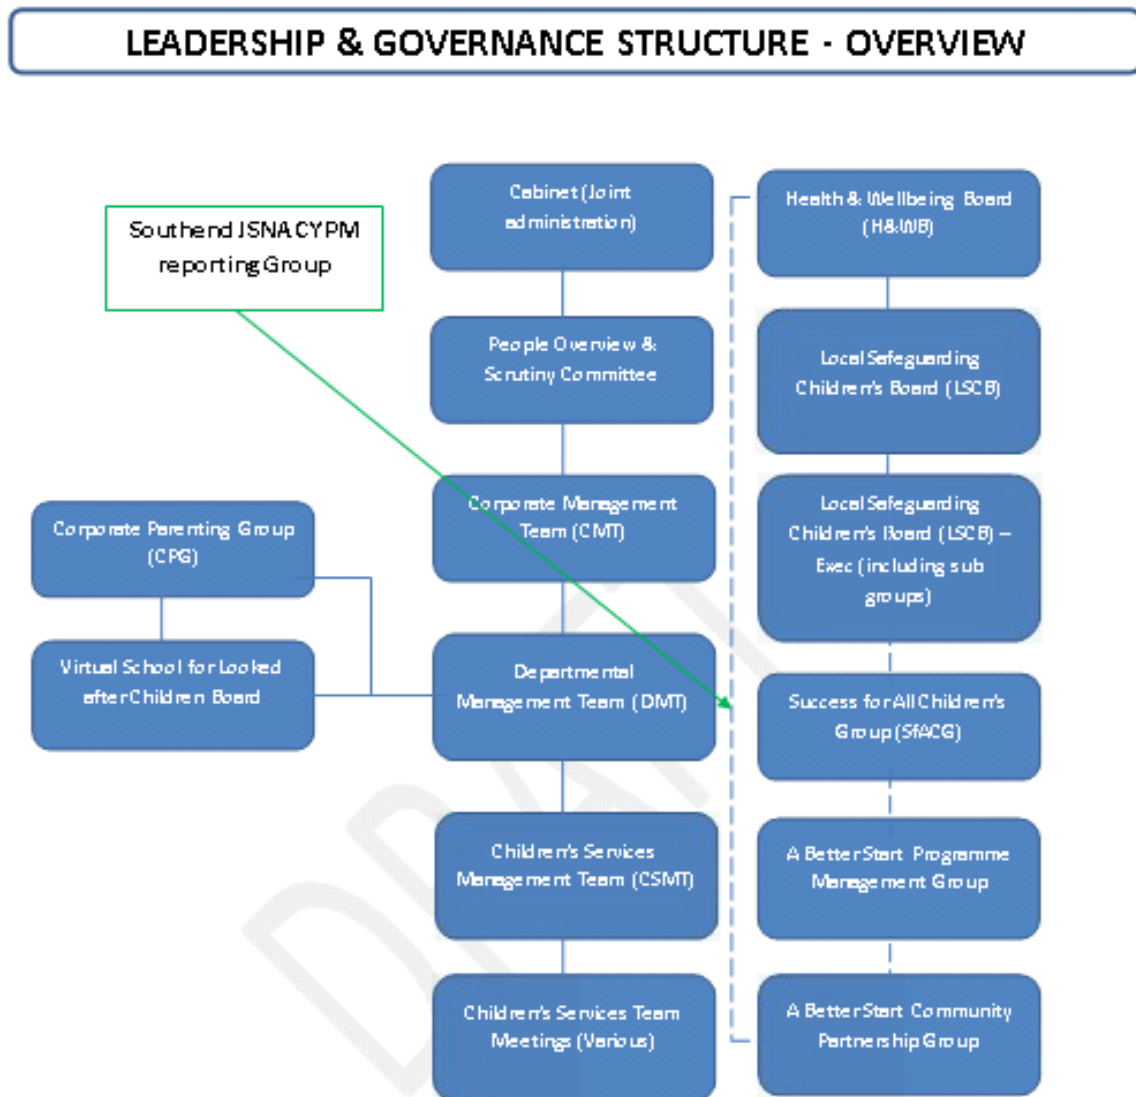 LEADERSHIP & GOVERNANCE STRUCTURE - OVERVIEW
Southend JSNA CYPM
reporting Group
Cabinet (Joint
administration)
Health & Wellbeing Board
(H&WB)
People Overview &
Scrutiny Committee
Local Safeguarding
Children's Board (LSCB)
Corporate Management
Team (CMT)
Local Safeguarding
Children's Board (LSCB) –
Exec (including sub
groups)
Corporate Parenting Group
(CPG)
Virtual School for Looked
after Children Board
Departmental
Management Team (DMT)
Success for All Children's
Group (SfACG)
Children's Services
Management Team (CSMT)
A Better Start Programme
Management Group
Children's Services Team
Meetings (Various)
A Better Start Community
Partnership Group
DRAFT